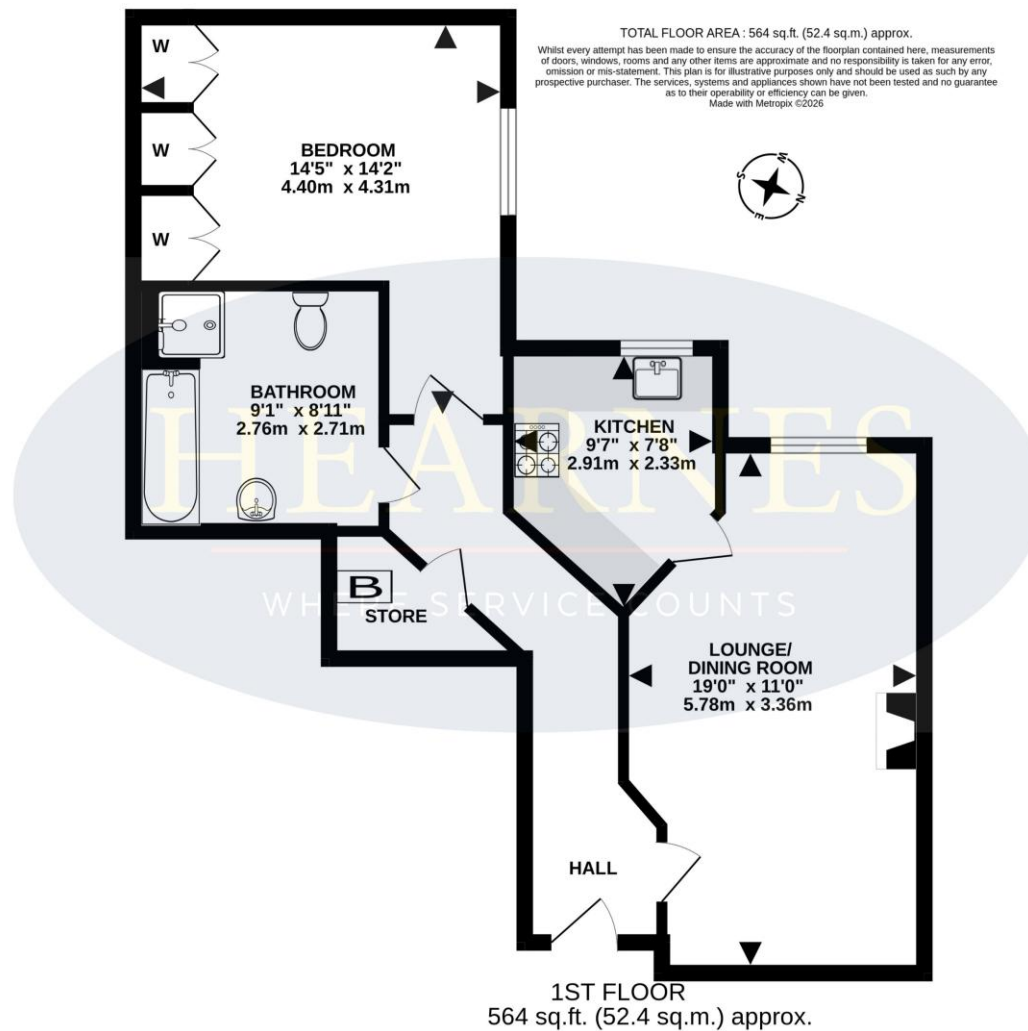 TOTAL FLOOR AREA : 564 sq.ft. (52.4 sq.m.) approx.
Whilst every attempt has been made to ensure the accuracy of the floorplan contained here, measurements
of doors, windows, rooms and any other items are approximate and no responsibility is taken for any error,
omission or mis-statement. This plan is for illustrative purposes only and should be used as such by any
prospective purchaser. The services, systems and appliances shown have not been tested and no guarantee
as to their operability or efficiency can be given.
Made with Metropix ©2026
W
W
W
BEDROOM
14'5" x 14'2"
4.40m x 4.31m
S
W
N
E
BATHROOM
9'1" x 8'11"
2.76m x 2.71m
KITCHEN
9'7" x 7'8"
2.91m x 2.33m
HEARNES
WHERE SERVICE COUNTS
B
STORE
LOUNGE/
DINING ROOM
19'0" x 11'0"
5.78m x 3.36m
HALL
1ST FLOOR
564 sq.ft. (52.4 sq.m.) approx.